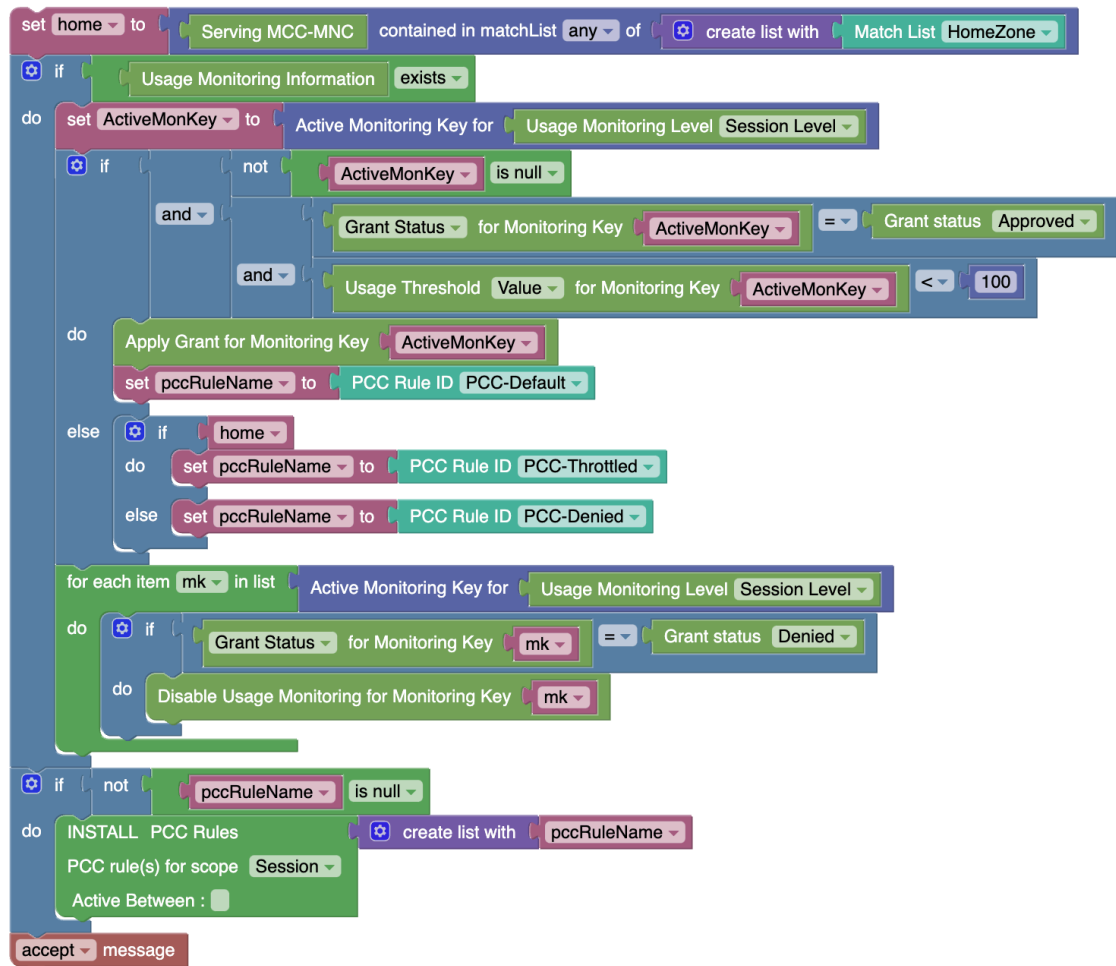 set home to Serving MCC-MNC contained in matchList any of create list with Match List HomeZone
if Usage Monitoring Information exists
do set ActiveMonKey to Active Monitoring Key for Usage Monitoring Level Session Level
if not ActiveMonKey is null
and Grant Status for Monitoring Key ActiveMonKey = Grant status Approved
and Usage Threshold Value for Monitoring Key ActiveMonKey < 100
do Apply Grant for Monitoring Key ActiveMonKey
set pccRuleName to PCC Rule ID PCC-Default
else if home
do set pccRuleName to PCC Rule ID PCC-Throttled
else set pccRuleName to PCC Rule ID PCC-Denied
for each item mk in list Active Monitoring Key for Usage Monitoring Level Session Level
do if Grant Status for Monitoring Key mk = Grant status Denied
do Disable Usage Monitoring for Monitoring Key mk
if not pccRuleName is null
do INSTALL PCC Rules create list with pccRuleName
PCC rule(s) for scope Session
Active Between :
accept message